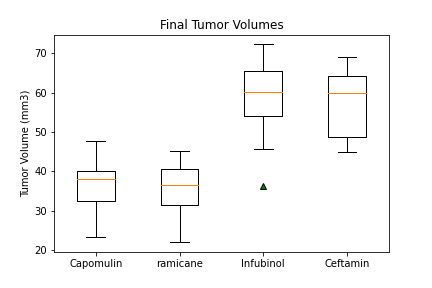 Final Tumor Volumes
Tumor Volume (mm3)
70
60
50
40
30
20
Capomulin
ramicane
Infubinol
Ceftamin